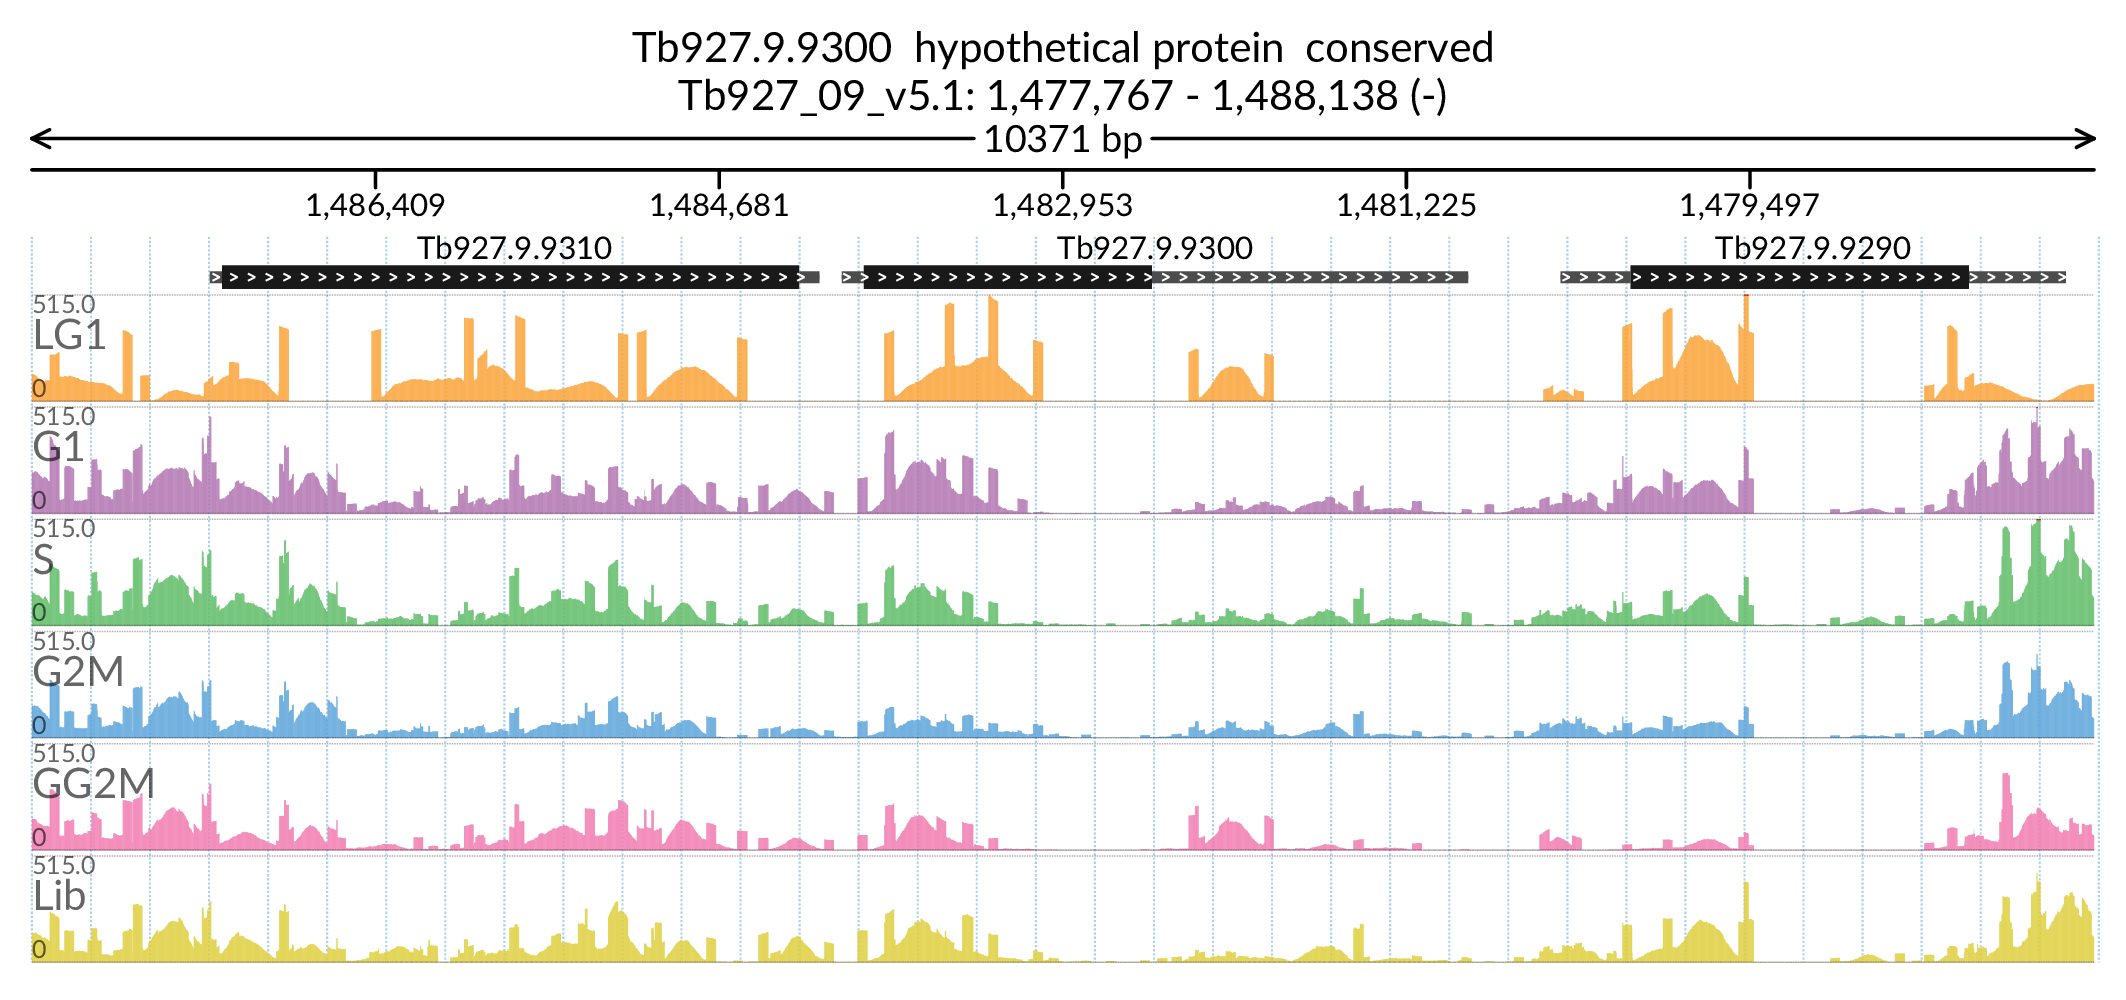 Tb927.9.9300 hypothetical protein conserved
Tb927_09_v5.1: 1,477,767 - 1,488,138 (-)
10371 bp
1,486,409 1,484,681 1,482,953 1,481,225 1,479,497
Tb927.9.9310 Tb927.9.9300 Tb927.9.9290
515.0
LG1
0
515.0
G1
0
515.0
S
0
515.0
G2M
0
515.0
GG2M
0
515.0
Lib
0